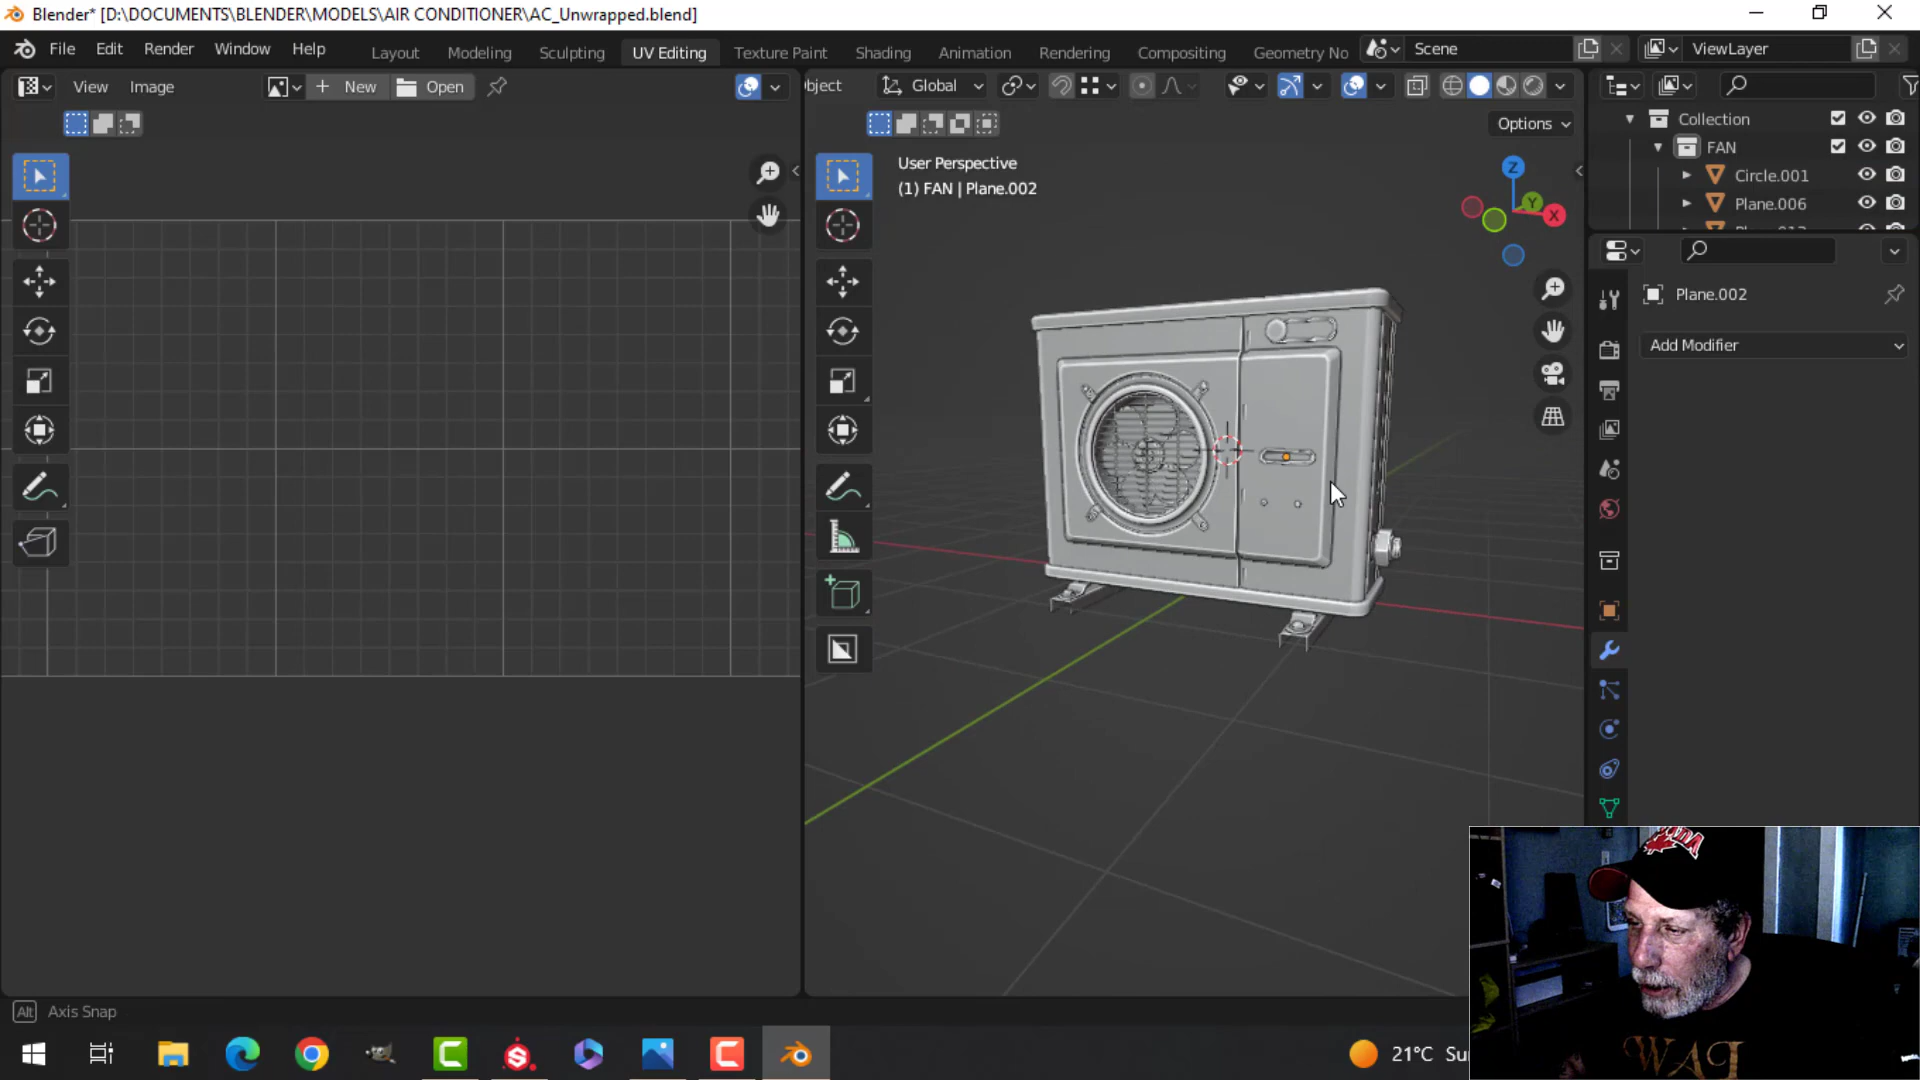 Blender* [D:\DOCUMENTS\BLENDER\MODELS\AIR CONDITIONER\AC_Unwrapped.blend]
File Edit Render Window Help
Layout Modeling Sculpting UV Editing Texture Paint Shading Animation Rendering Compositing Geometry No
Scene
ViewLayer
View Image
New
Open
bject
Global
Options
User Perspective
(1) FAN | Plane.002
Z
Y
X
Collection
FAN
Circle.001
Plane.006
Plane.002
Add Modifier
Alt Axis Snap
21°C Su
WAJ